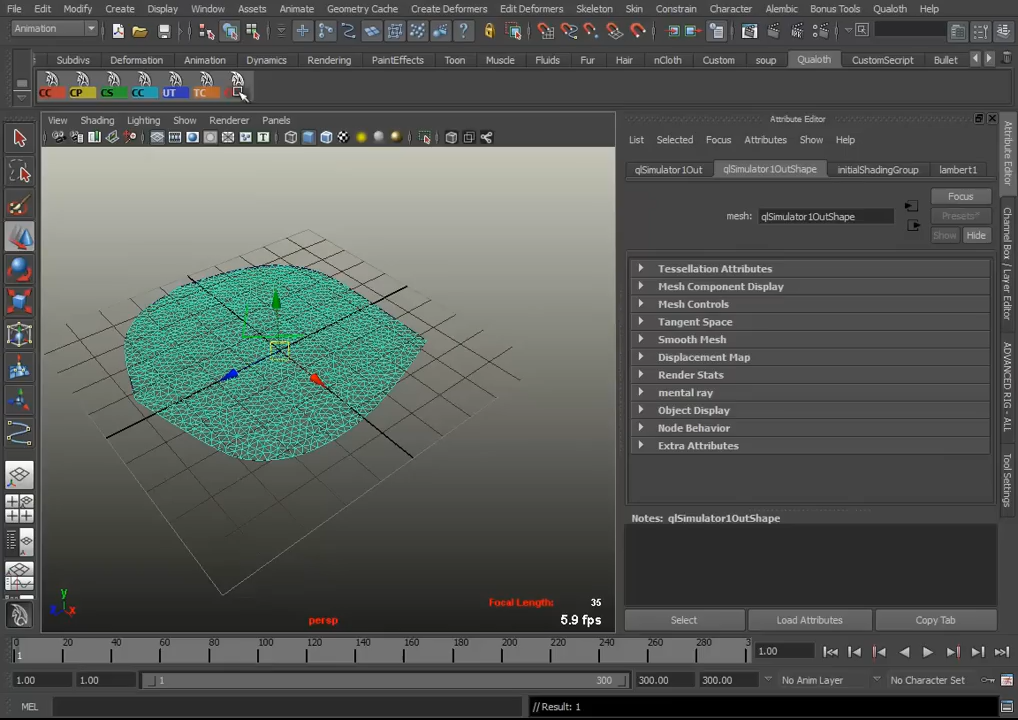 File Edit Modify Create Display Window Assets Animate Geometry Cache Create Deformers Edit Deformers Skeleton Skin Constrain Character Alembic Bonus Tools Qualoth Help
Animation
Subdivs Deformation Animation Dynamics Rendering PaintEffects Toon Muscle Fluids Fur Hair nCloth Custom soup Qualoth CustomScript Bullet
CC CP CS CC UT TC
View Shading Lighting Show Renderer Panels
Attribute Editor
List Selected Focus Attributes Show Help
qlSimulator1Out qlSimulator1OutShape initialShadingGroup lambert1
mesh: qlSimulator1OutShape
Focus
Presets*
Show Hide
Tessellation Attributes
Mesh Component Display
Mesh Controls
Tangent Space
Smooth Mesh
Displacement Map
Render Stats
mental ray
Object Display
Node Behavior
Extra Attributes
Notes: qlSimulator1OutShape
Select Load Attributes Copy Tab
Attribute Editor
Channel Box / Layer Editor
ADVANCED RIG - ALL
Tool Settings
y
z x
persp
Focal Length: 35
5.9 fps
0 20 40 60 80 100 120 140 160 180 200 220 240 260 280 3
1
1.00
1.00 1.00 1 300 300.00 300.00 No Anim Layer No Character Set
MEL // Result: 1